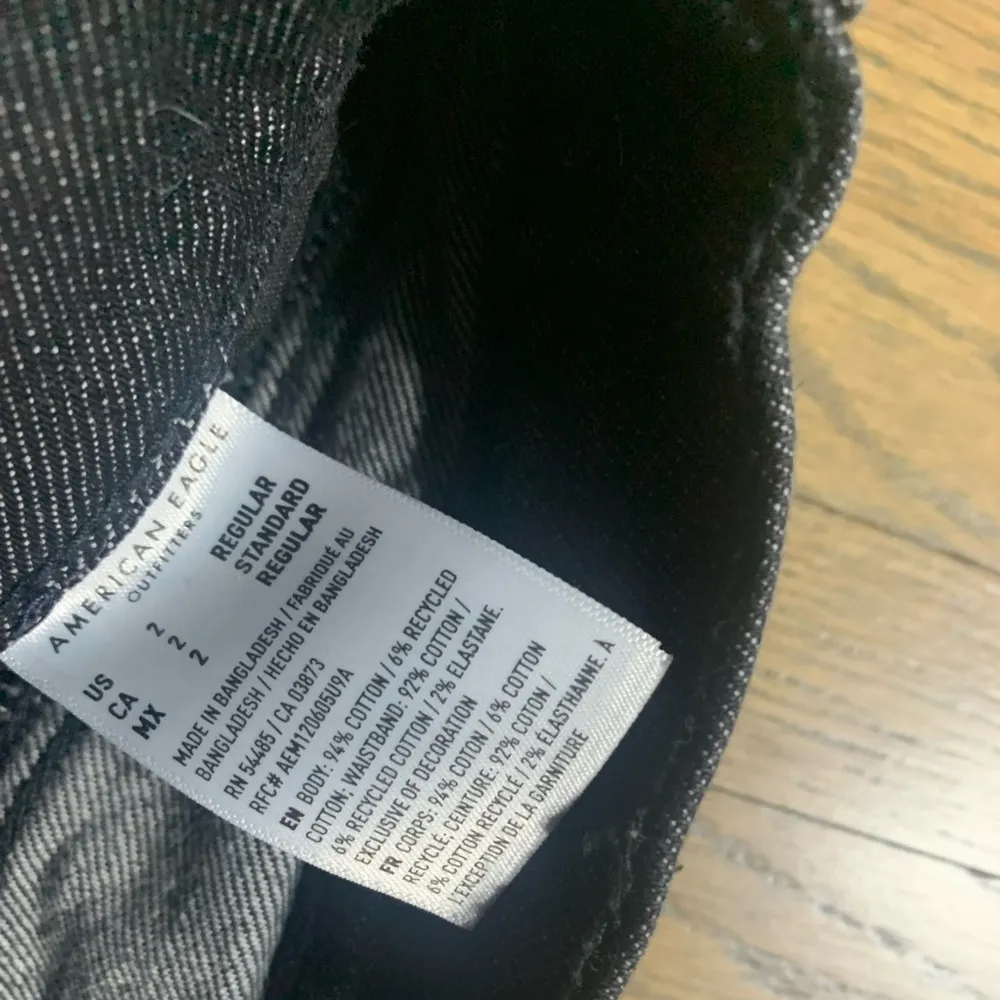 AMERICAN EAGLE
OUTFITTERS
US 2 REGULAR
CA 2 STANDARD
MX 2 REGULAR
MADE IN BANGLADESH / FABRIQUÉ AU
BANGLADESH / HECHO EN BANGLADESH
RN 54485 / CA 03873
RFC# AEM120605U9A
EN BODY: 94% COTTON / 6% RECYCLED
COTTON: WAISTBAND: 92% COTTON /
6% RECYCLED COTTON / 2% ELASTANE.
EXCLUSIVE OF DECORATION
FR CORPS: 94% COTON / 6% COTON
RECYCLÉ. CEINTURE: 92% COTON /
6% COTON RECYCLÉ / 2% ÉLASTHANNE. À
L'EXCEPTION DE LA GARNITURE